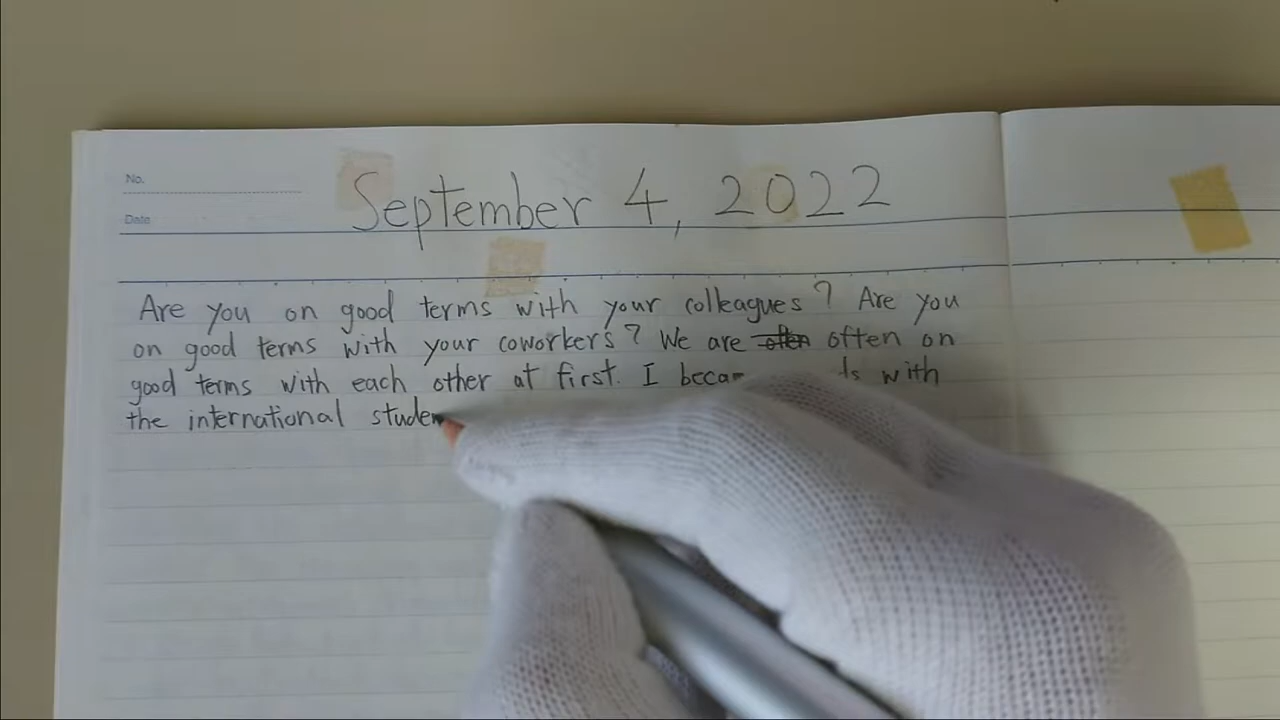 No.
Date
September 4, 2022
Are you on good terms with your colleagues? Are you
on good terms with your coworkers? We are often often on
good terms with each other at first. I with
the international